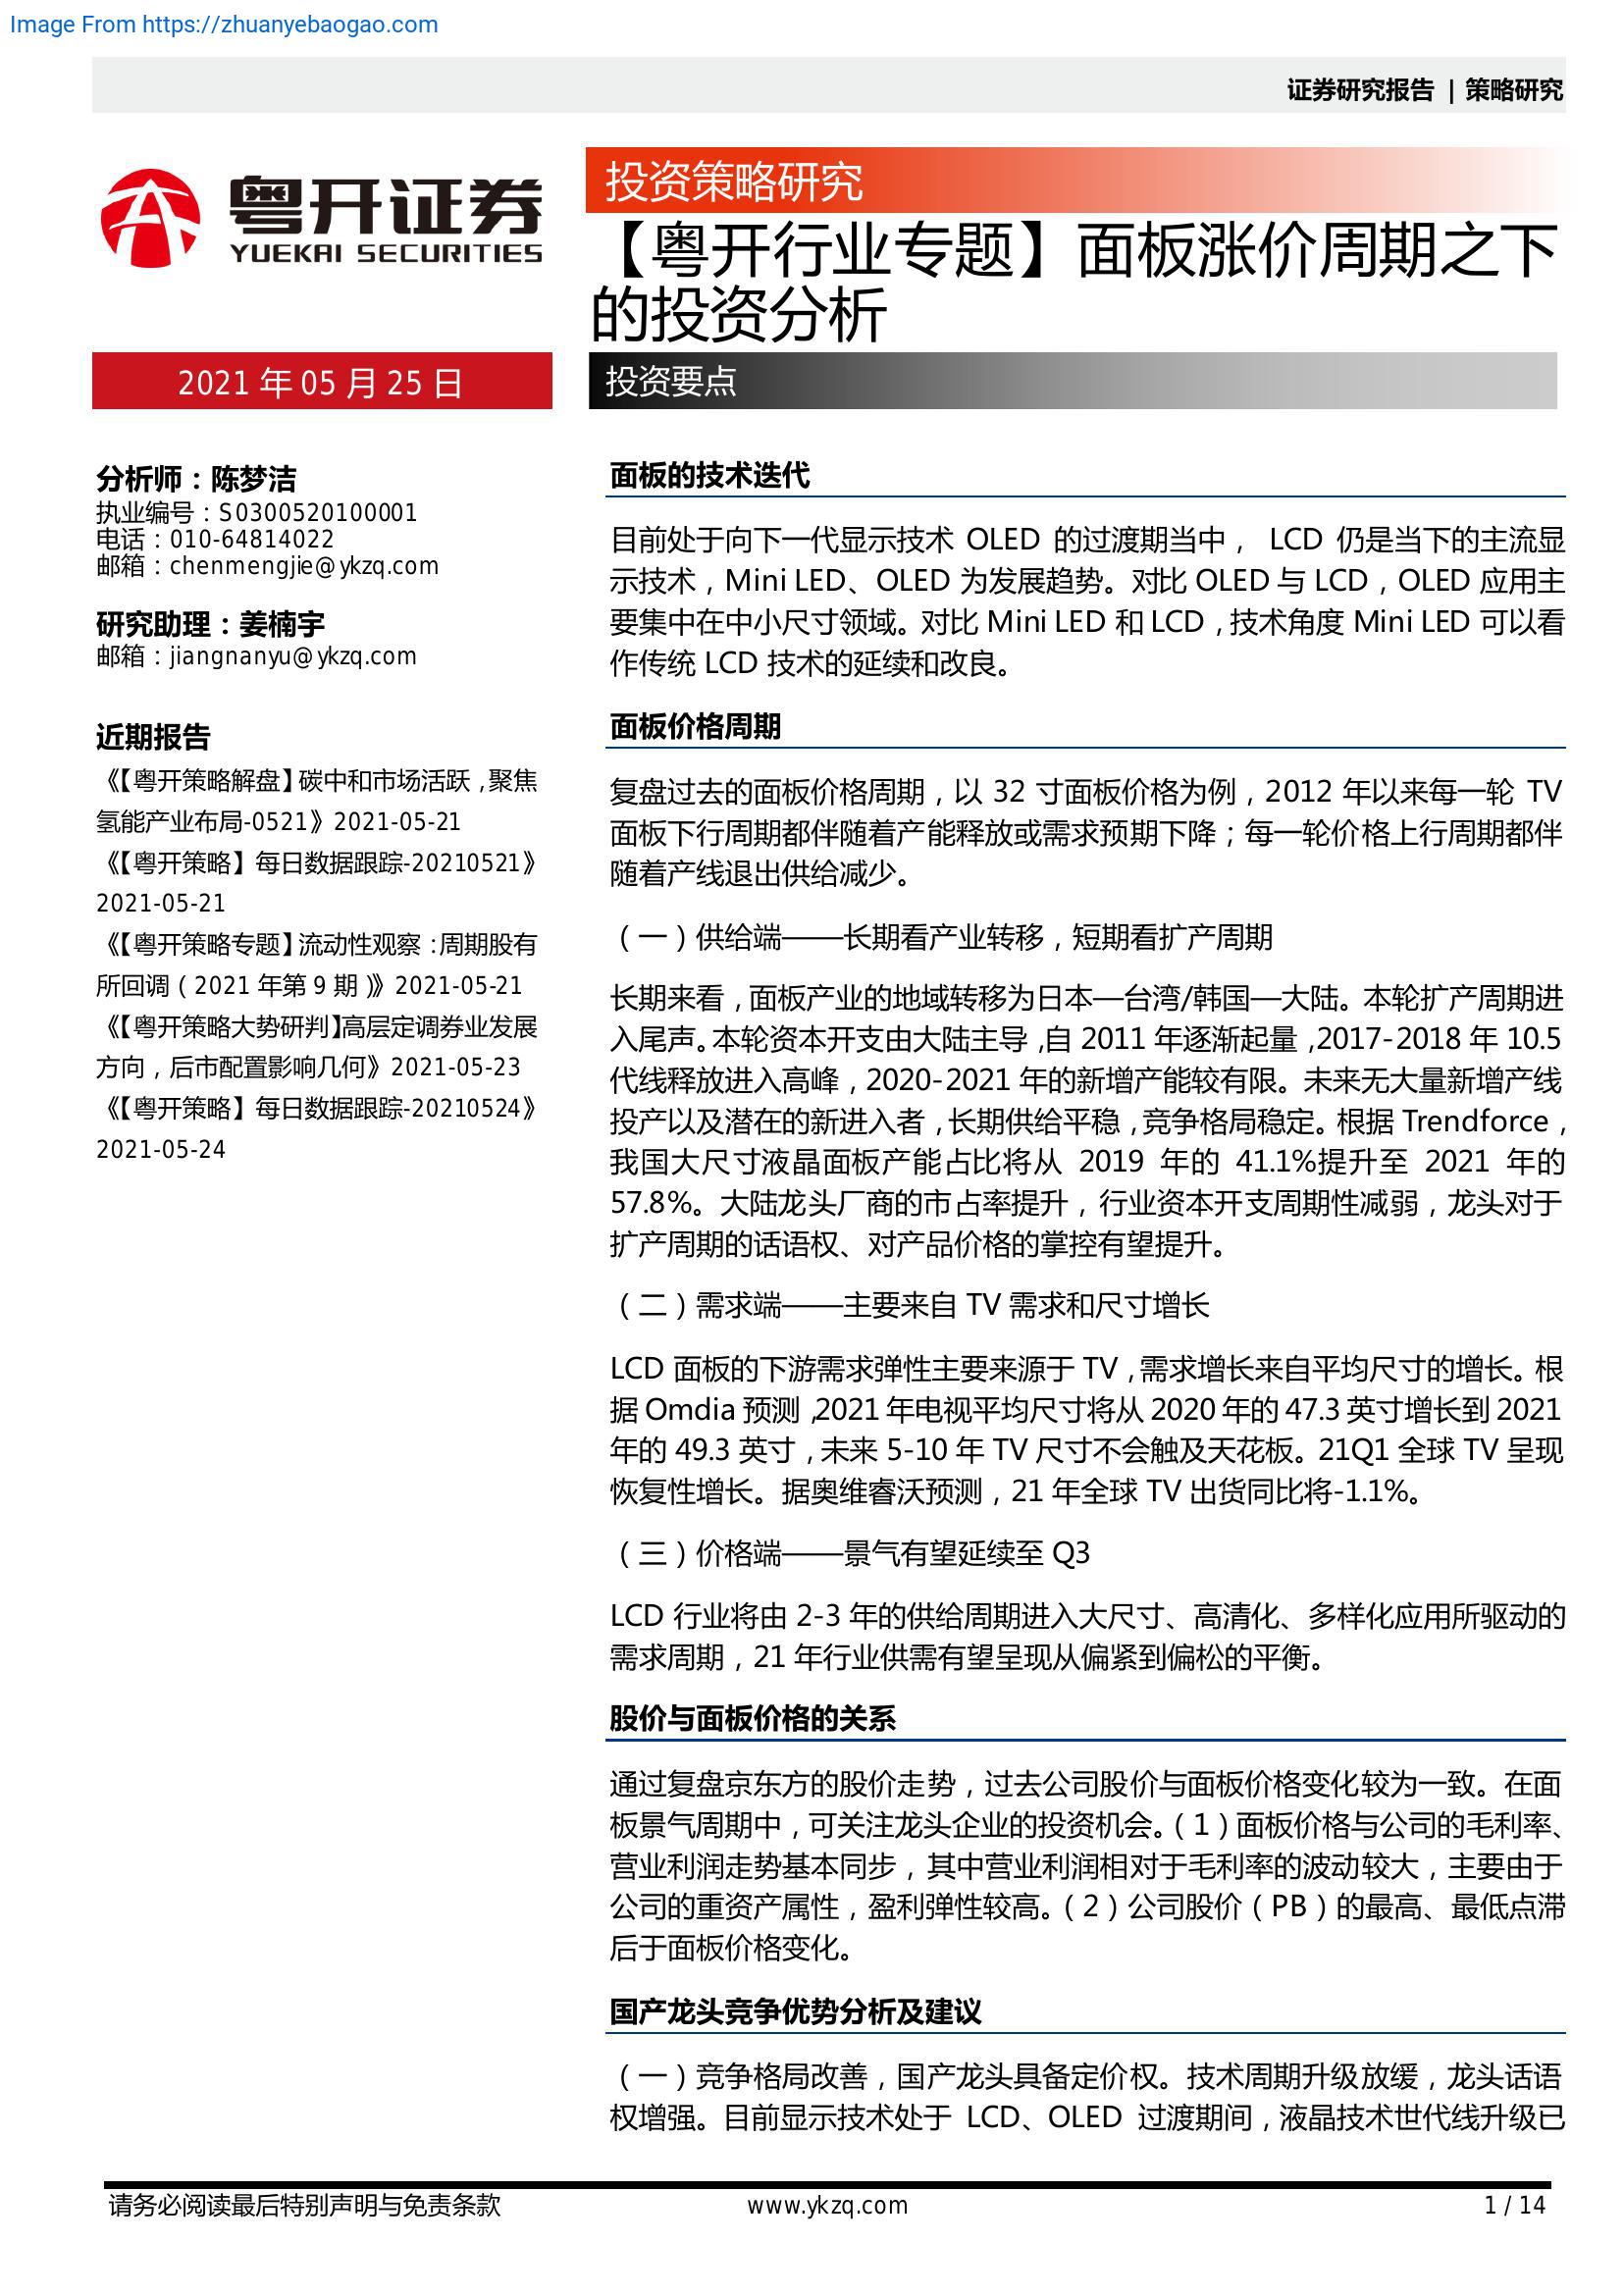 Image From https://zhuanyebaogao.com
证券研究报告 | 策略研究
粤开证券
YUEKAI SECURITIES
投资策略研究
【粤开行业专题】面板涨价周期之下
的投资分析
2021 年 05 月 25 日
投资要点
分析师：陈梦洁
执业编号：S0300520100001
电话：010-64814022
邮箱：chenmengjie@ykzq.com
研究助理：姜楠宇
邮箱：jiangnanyu@ykzq.com
近期报告
《【粤开策略解盘】碳中和市场活跃，聚焦
氢能产业布局-0521》2021-05-21
《【粤开策略】每日数据跟踪-20210521》
2021-05-21
《【粤开策略专题】流动性观察：周期股有
所回调（2021 年第 9 期）》2021-05-21
《【粤开策略大势研判】高层定调券业发展
方向，后市配置影响几何》2021-05-23
《【粤开策略】每日数据跟踪-20210524》
2021-05-24
面板的技术迭代
目前处于向下一代显示技术 OLED 的过渡期当中， LCD 仍是当下的主流显
示技术，Mini LED、OLED 为发展趋势。对比 OLED 与 LCD，OLED 应用主
要集中在中小尺寸领域。对比 Mini LED 和 LCD，技术角度 Mini LED 可以看
作传统 LCD 技术的延续和改良。
面板价格周期
复盘过去的面板价格周期，以 32 寸面板价格为例，2012 年以来每一轮 TV
面板下行周期都伴随着产能释放或需求预期下降；每一轮价格上行周期都伴
随着产线退出供给减少。
（一）供给端——长期看产业转移，短期看扩产周期
长期来看，面板产业的地域转移为日本—台湾/韩国—大陆。本轮扩产周期进
入尾声。本轮资本开支由大陆主导，自 2011 年逐渐起量，2017-2018 年 10.5
代线释放进入高峰，2020-2021 年的新增产能较有限。未来无大量新增产线
投产以及潜在的新进入者，长期供给平稳，竞争格局稳定。根据 Trendforce，
我国大尺寸液晶面板产能占比将从 2019 年的 41.1%提升至 2021 年的
57.8%。大陆龙头厂商的市占率提升，行业资本开支周期性减弱，龙头对于
扩产周期的话语权、对产品价格的掌控有望提升。
（二）需求端——主要来自 TV 需求和尺寸增长
LCD 面板的下游需求弹性主要来源于 TV，需求增长来自平均尺寸的增长。根
据 Omdia 预测，2021 年电视平均尺寸将从 2020 年的 47.3 英寸增长到 2021
年的 49.3 英寸，未来 5-10 年 TV 尺寸不会触及天花板。21Q1 全球 TV 呈现
恢复性增长。据奥维睿沃预测，21 年全球 TV 出货同比将-1.1%。
（三）价格端——景气有望延续至 Q3
LCD 行业将由 2-3 年的供给周期进入大尺寸、高清化、多样化应用所驱动的
需求周期，21 年行业供需有望呈现从偏紧到偏松的平衡。
股价与面板价格的关系
通过复盘京东方的股价走势，过去公司股价与面板价格变化较为一致。在面
板景气周期中，可关注龙头企业的投资机会。（1）面板价格与公司的毛利率、
营业利润走势基本同步，其中营业利润相对于毛利率的波动较大，主要由于
公司的重资产属性，盈利弹性较高。（2）公司股价（PB）的最高、最低点滞
后于面板价格变化。
国产龙头竞争优势分析及建议
（一）竞争格局改善，国产龙头具备定价权。技术周期升级放缓，龙头话语
权增强。目前显示技术处于 LCD、OLED 过渡期间，液晶技术世代线升级已
请务必阅读最后特别声明与免责条款
www.ykzq.com
1 / 14